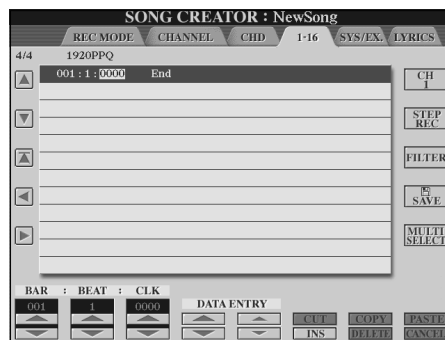 SONG CREATOR : NewSong
REC MODE CHANNEL CHD 1-16 SYS/EX. LYRICS
4/4 1920PPQ
001 : 1 : 0000 End
CH
1
STEP
REC
FILTER
SAVE
MULTI
SELECT
BAR : BEAT : CLK
001 1 0000
DATA ENTRY
CUT COPY PASTE
INS DELETE CANCEL